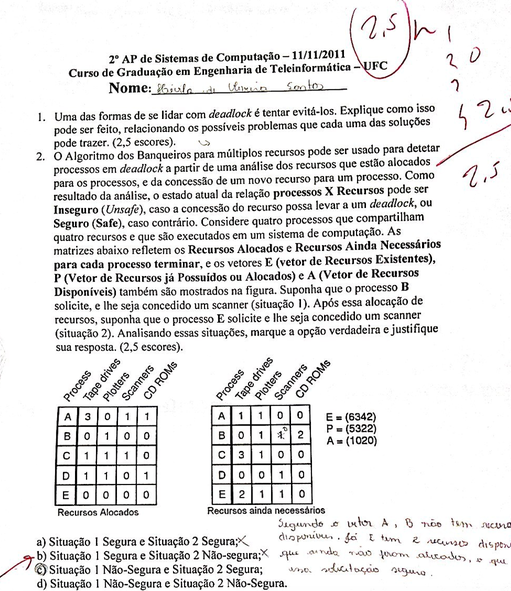 2,5
2º AP de Sistemas de Computação – 11/11/2011
Curso de Graduação em Engenharia de Teleinformática – UFC
Nome: Santos
1
2 0
2
4
2,5
1. Uma das formas de se lidar com deadlock é tentar evitá-los. Explique como isso
pode ser feito, relacionando os possíveis problemas que cada uma das soluções
pode trazer. (2,5 escores).
2. O Algoritmo dos Banqueiros para múltiplos recursos pode ser usado para detetar
processos em deadlock a partir de uma análise dos recursos que estão alocados
para os processos, e da concessão de um novo recurso para um processo. Como
resultado da análise, o estado atual da relação processos X Recursos pode ser
Inseguro (Unsafe), caso a concessão do recurso possa levar a um deadlock, ou
Seguro (Safe), caso contrário. Considere quatro processos que compartilham
quatro recursos e que são executados em um sistema de computação. As
matrizes abaixo refletem os Recursos Alocados e Recursos Ainda Necessários
para cada processo terminar, e os vetores E (vetor de Recursos Existentes),
P (Vetor de Recursos já Possuídos ou Alocados) e A (Vetor de Recursos
Disponíveis) também são mostrados na figura. Suponha que o processo B
solicite, e lhe seja concedido um scanner (situação 1). Após essa alocação de
recursos, suponha que o processo E solicite e lhe seja concedido um scanner
(situação 2). Analisando essas situações, marque a opção verdadeira e justifique
sua resposta. (2,5 escores).
Process Tape drives Plotters Scanners CD ROMs
A 3 0 1 1
B 0 1 0 0
C 1 1 1 0
D 1 1 0 1
E 0 0 0 0
Recursos Alocados
Process Tape drives Plotters Scanners CD ROMs
A 1 1 0 0
B 0 1 1 0 2
C 3 1 0 0
D 0 0 1 0
E 2 1 1 0
Recursos ainda necessários
E = (6342)
P = (5322)
A = (1020)
Segundo o vetor A, B não tem
disponíveis, já E tem 2 recursos
que ainda não foram alocados, o que
solicitação segura.
a) Situação 1 Segura e Situação 2 Segura; X
b) Situação 1 Segura e Situação 2 Não-segura; X
c) Situação 1 Não-Segura e Situação 2 Segura;
d) Situação 1 Não-Segura e Situação 2 Não-Segura.